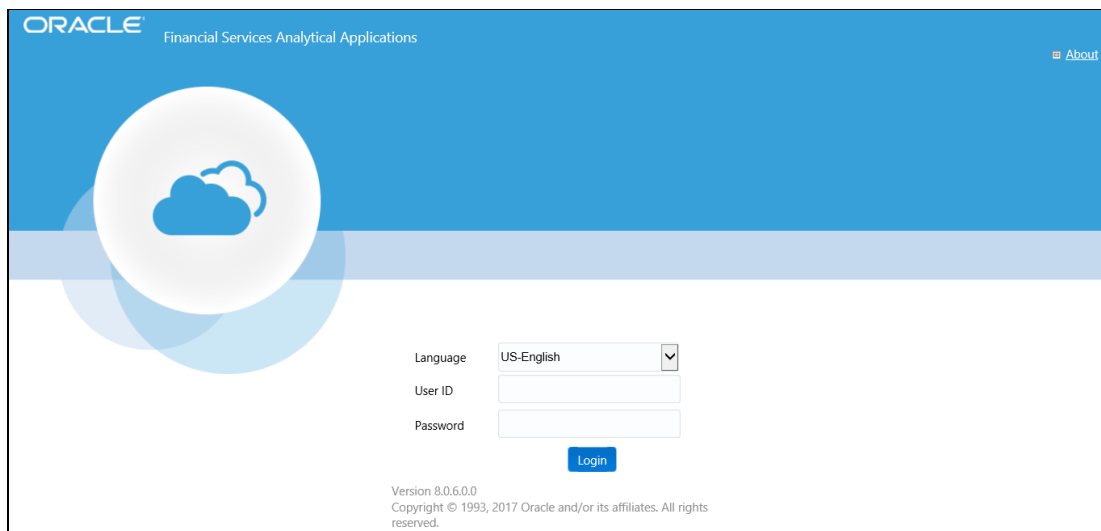 ORACLE
Financial Services Analytical Applications
About
Language US-English
User ID
Password
Login
Version 8.0.6.0.0
Copyright © 1993, 2017 Oracle and/or its affiliates. All rights
reserved.